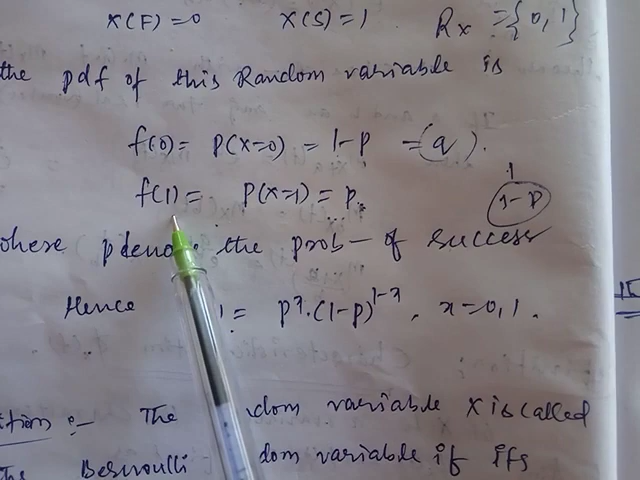 X(F)=0 X(S)=1 Rx={0,1}
the pdf of this Random variable is
f(0)= P(X=0) = 1-P =(q).
f(1)= P(X=1)=P.
1
1-P
where p denote the prob- of success
Hence )= p^x.(1-p)^{1-x}, x=0,1.
ition :- The dom variable X is called
Bernoulli dom variable if its